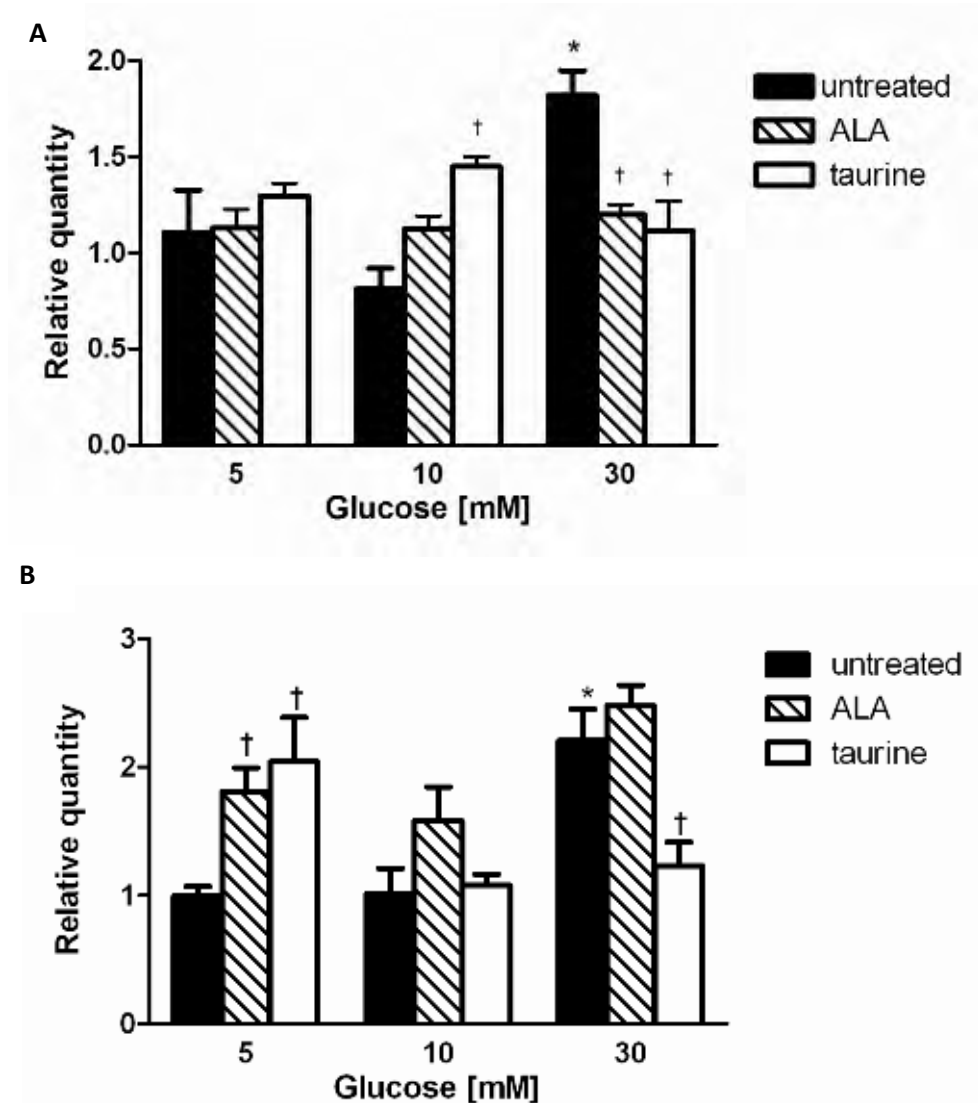 A
*
2.0
untreated
ALA
taurine
1.5
†
† †
1.0
0.5
0.0
Relative quantity
5 10 30
Glucose [mM]
B
3
untreated
ALA
taurine
†
*
†
2
†
1
0
Relative quantity
5 10 30
Glucose [mM]